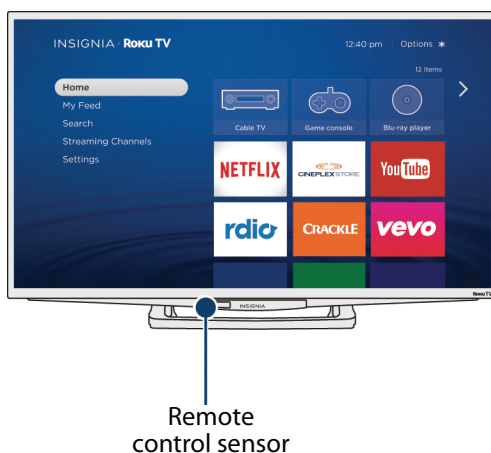 INSIGNIA Roku TV
12:40 pm
Options *
12 Items
Home
My Feed
Search
Streaming Channels
Settings
Cable TV
Game console
Blu-ray player
NETFLIX
CINEPLEX STORE
YouTube
rdio
CRACKLE
vevo
Roku TV
INSIGNIA
Remote
control sensor